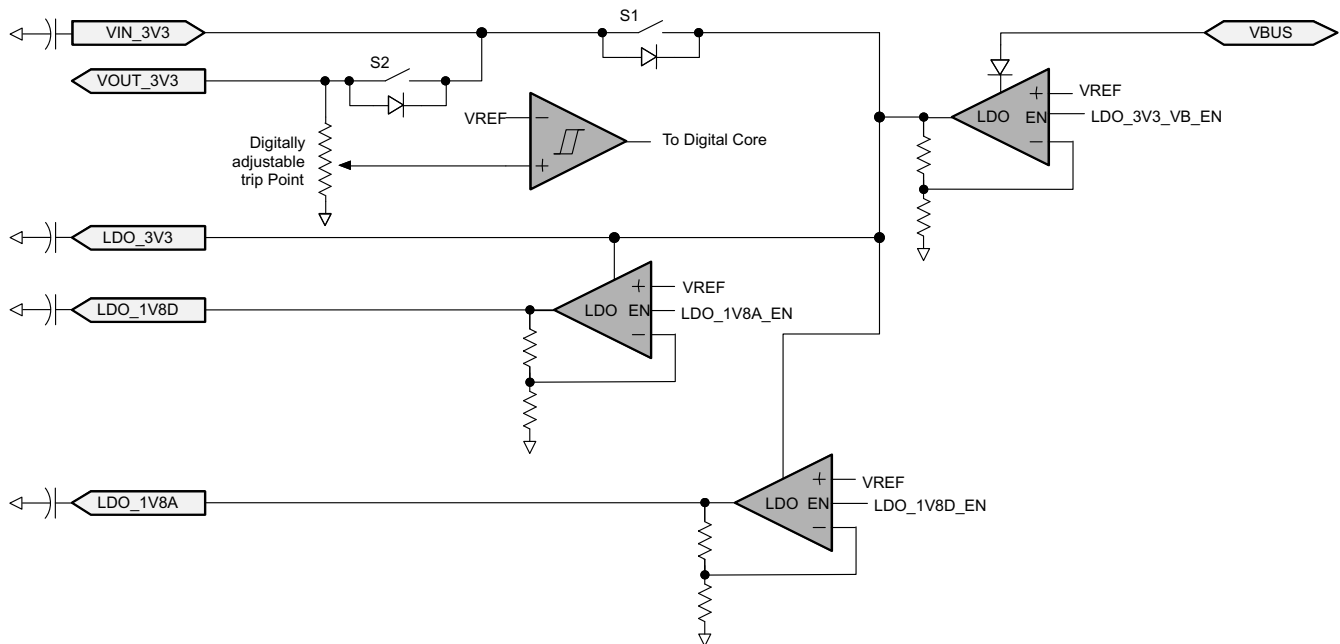 VIN_3V3
S1
VBUS
VOUT_3V3
S2
VREF
LDO
EN
LDO_3V3_VB_EN
VREF
To Digital Core
Digitally
adjustable
trip Point
LDO_3V3
VREF
LDO_1V8D
LDO
EN
LDO_1V8A_EN
VREF
LDO_1V8A
LDO
EN
LDO_1V8D_EN